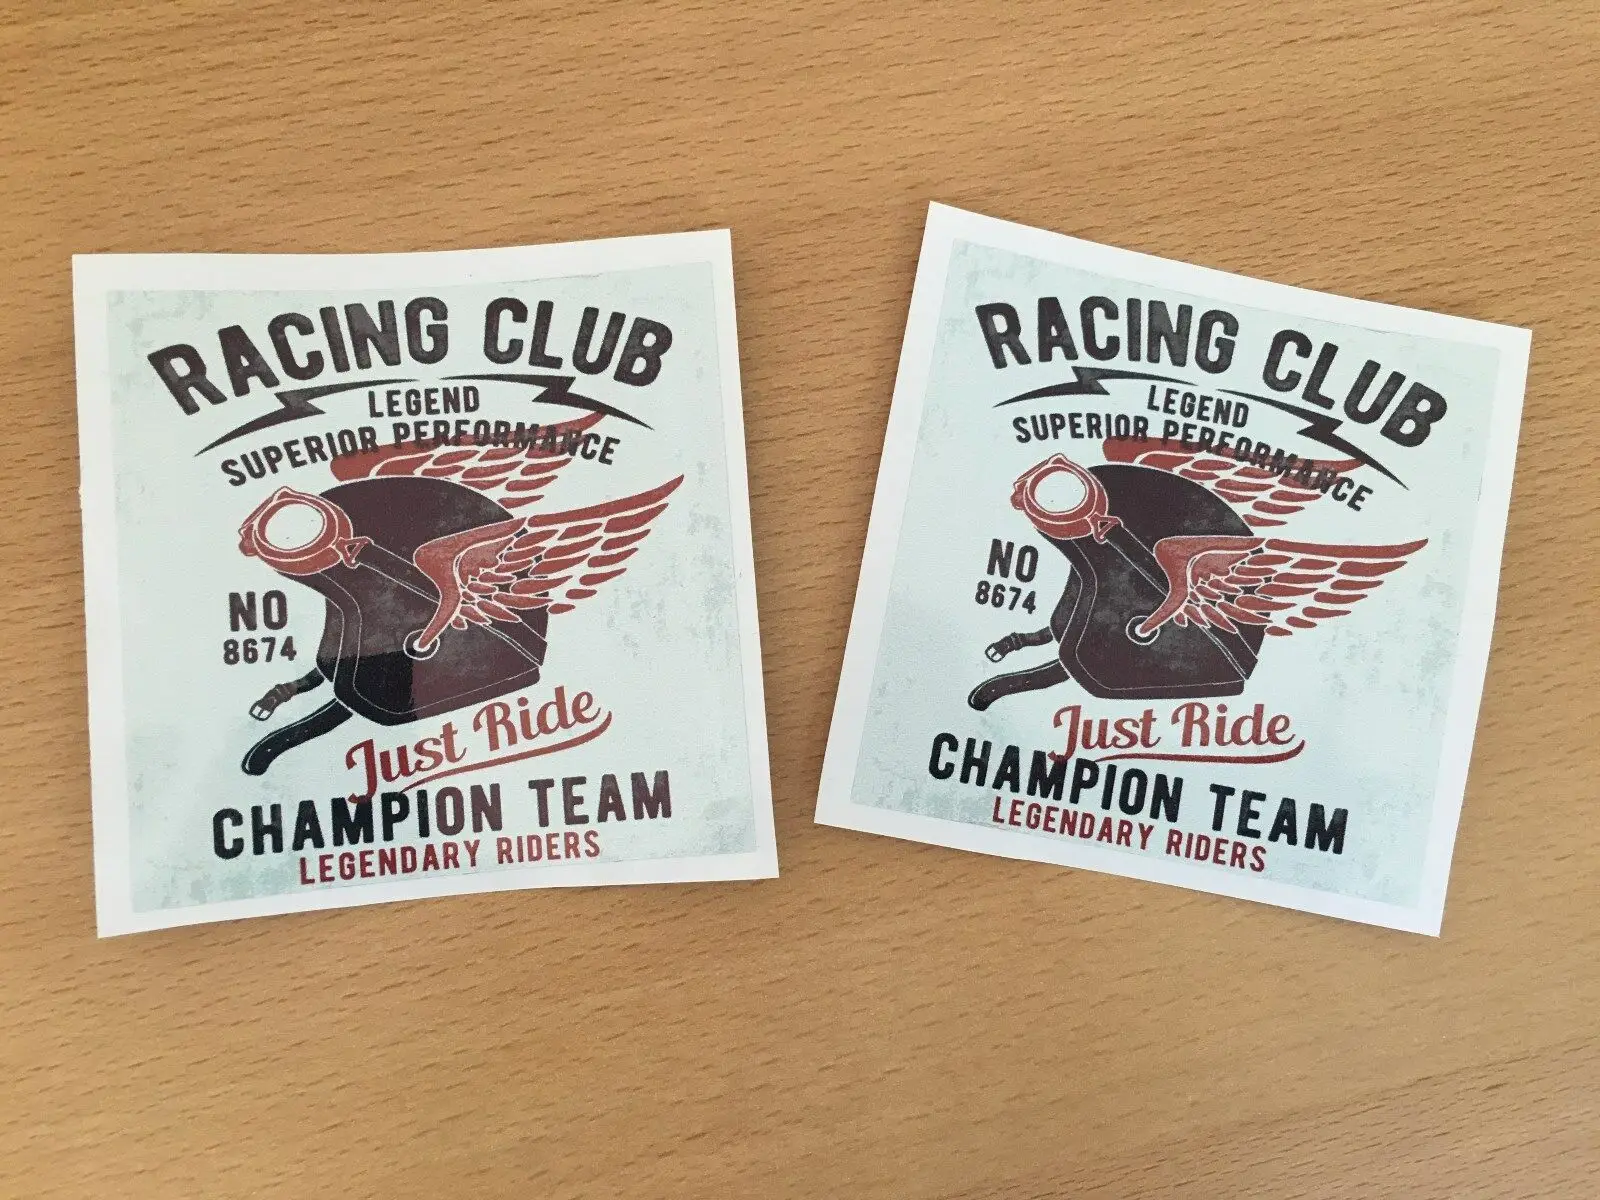 RACING CLUB
LEGEND
SUPERIOR PERFORMANCE
NO
8674
Just Ride
CHAMPION TEAM
LEGENDARY RIDERS
RACING CLUB
LEGEND
SUPERIOR PERFORMANCE
NO
8674
Just Ride
CHAMPION TEAM
LEGENDARY RIDERS